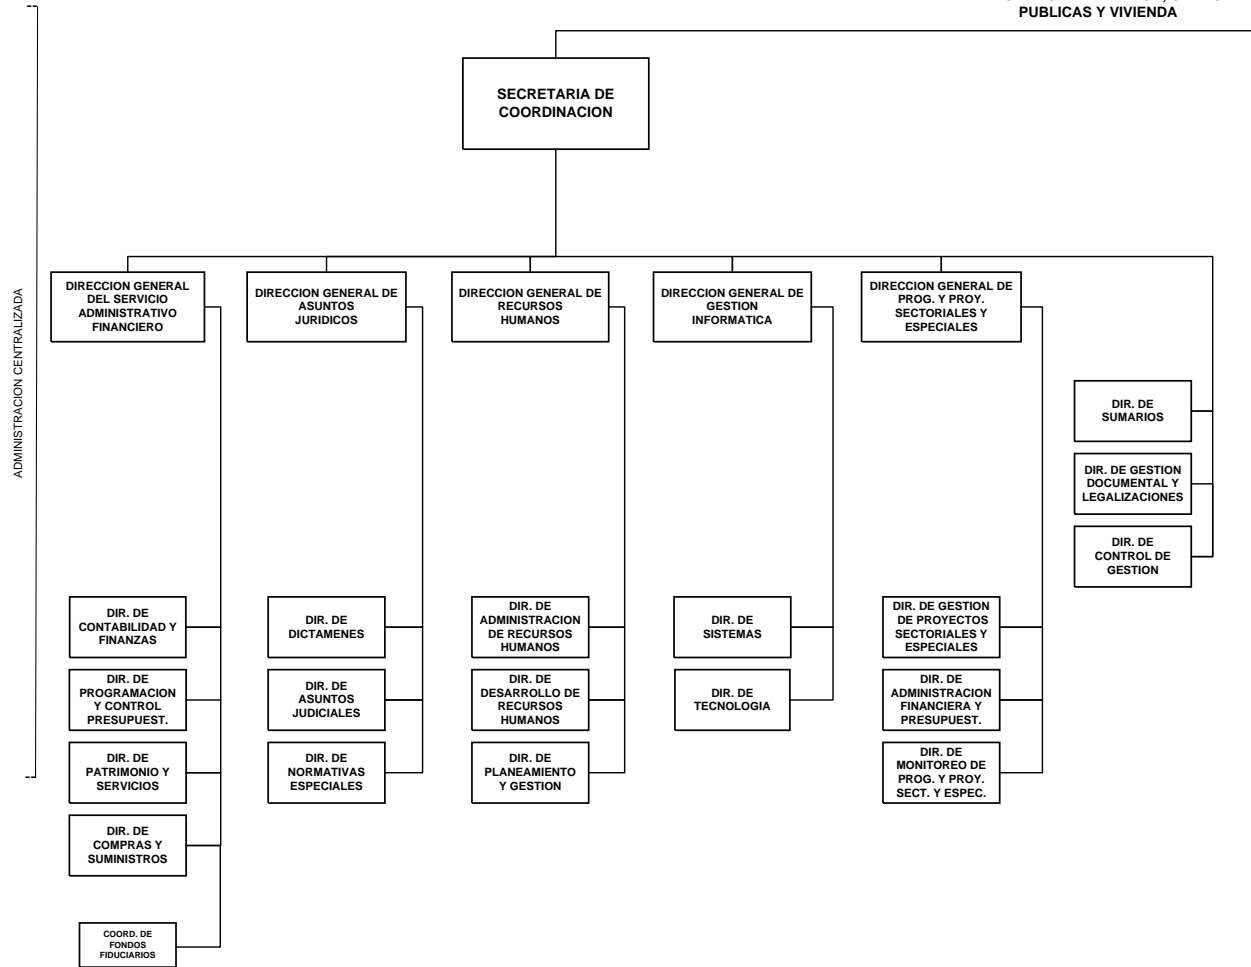 PUBLICAS Y VIVIENDA
SECRETARIA DE
COORDINACION
ADMINISTRACION CENTRALIZADA
DIRECCION GENERAL
DEL SERVICIO
ADMINISTRATIVO
FINANCIERO
DIRECCION GENERAL DE
ASUNTOS
JURIDICOS
DIRECCION GENERAL DE
RECURSOS
HUMANOS
DIRECCION GENERAL DE
GESTION
INFORMATICA
DIRECCION GENERAL DE
PROG. Y PROY.
SECTORIALES Y
ESPECIALES
DIR. DE
SUMARIOS
DIR. DE GESTION
DOCUMENTAL Y
LEGALIZACIONES
DIR. DE
CONTROL DE
GESTION
DIR. DE
CONTABILIDAD Y
FINANZAS
DIR. DE
PROGRAMACION
Y CONTROL
PRESUPUEST.
DIR. DE
PATRIMONIO Y
SERVICIOS
DIR. DE
COMPRAS Y
SUMINISTROS
COORD. DE
FONDOS
FIDUCIARIOS
DIR. DE
DICTAMENES
DIR. DE
ASUNTOS
JUDICIALES
DIR. DE
NORMATIVAS
ESPECIALES
DIR. DE
ADMINISTRACION
DE RECURSOS
HUMANOS
DIR. DE
DESARROLLO DE
RECURSOS
HUMANOS
DIR. DE
PLANEAMIENTO
Y GESTION
DIR. DE
SISTEMAS
DIR. DE
TECNOLOGIA
DIR. DE GESTION
DE PROYECTOS
SECTORIALES Y
ESPECIALES
DIR. DE
ADMINISTRACION
FINANCIERA Y
PRESUPUEST.
DIR. DE
MONITOREO DE
PROG. Y PROY.
SECT. Y ESPEC.